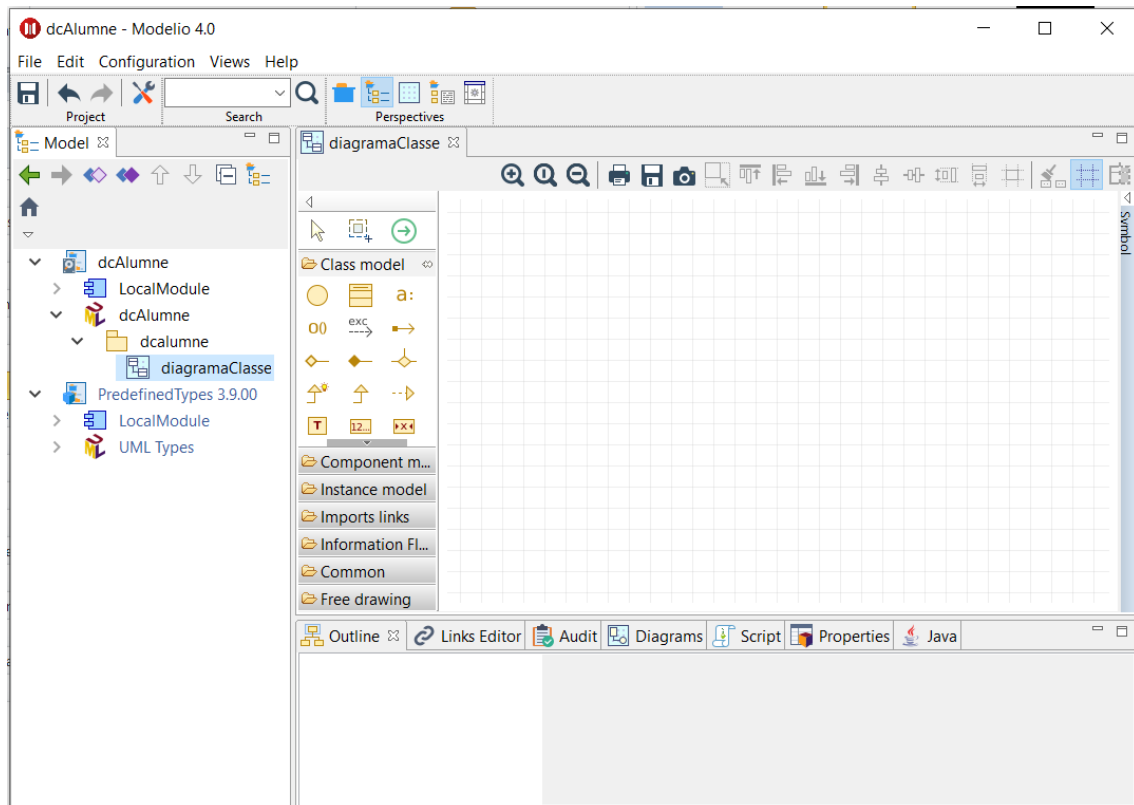 dcAlumne - Modelio 4.0
File Edit Configuration Views Help
Project Search Perspectives
Model
diagramaClasse
Symbol
dcAlumne
LocalModule
dcAlumne
dcalumne
diagramaClasse
PredefinedTypes 3.9.00
LocalModule
UML Types
Class model
a:
O()
exc
T
12...
Component m...
Instance model
Imports links
Information Fl...
Common
Free drawing
Outline Links Editor Audit Diagrams Script Properties Java